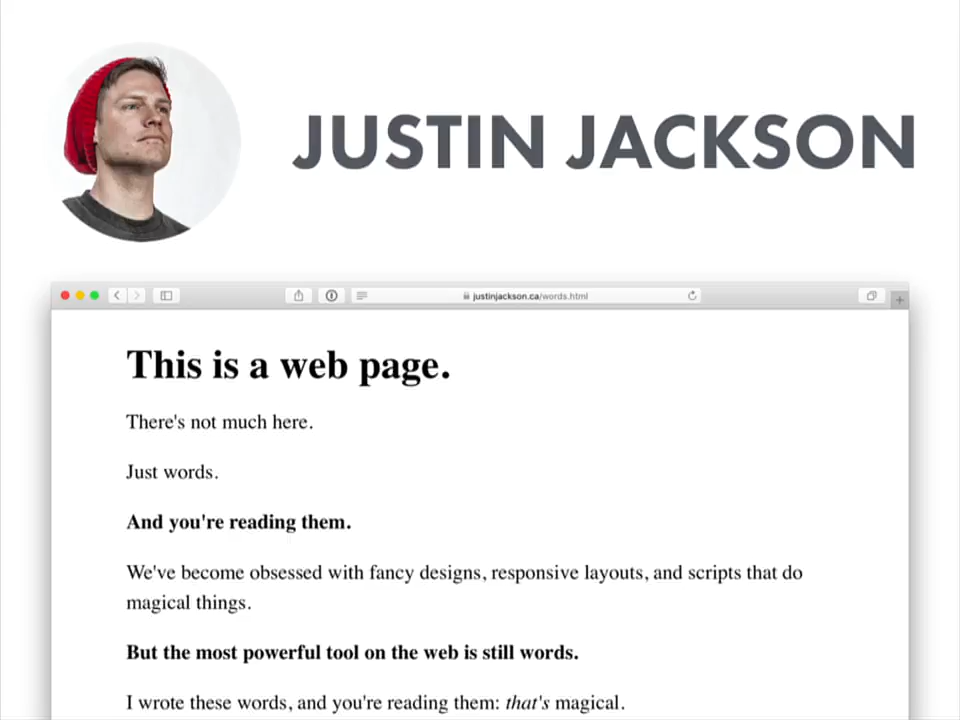 JUSTIN JACKSON
justinjackson.ca/words.html
This is a web page.
There's not much here.
Just words.
And you're reading them.
We've become obsessed with fancy designs, responsive layouts, and scripts that do
magical things.
But the most powerful tool on the web is still words.
I wrote these words, and you're reading them: that's magical.